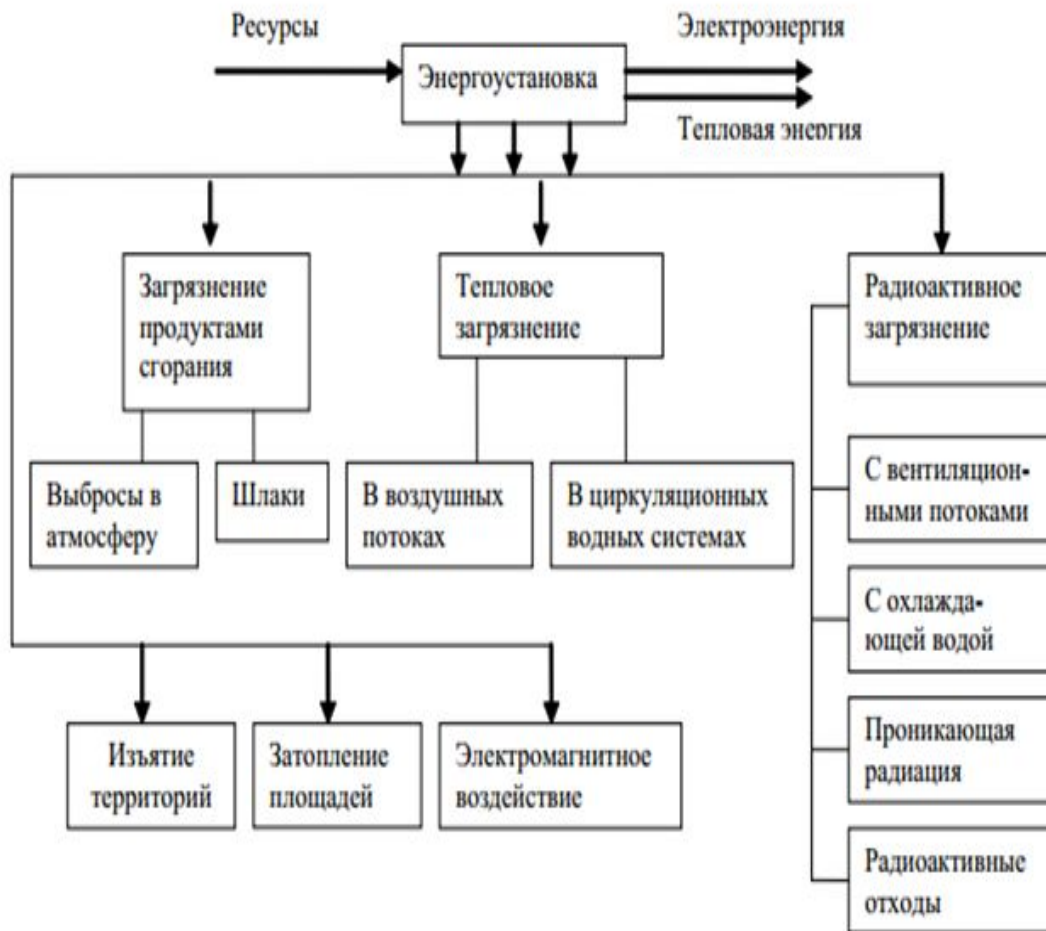 Ресурсы
Электроэнергия
Энергоустановка
Тепловая энергия
Загрязнение
продуктами
сгорания
Тепловое
загрязнение
Радиоактивное
загрязнение
Выбросы в
атмосферу
Шлаки
В воздушных
потоках
В циркуляционных
водных системах
С вентиляцион-
ными потоками
С охлажда-
ющей водой
Изъятие
территорий
Затопление
площадей
Электромагнитное
воздействие
Проникающая
радиация
Радиоактивные
отходы